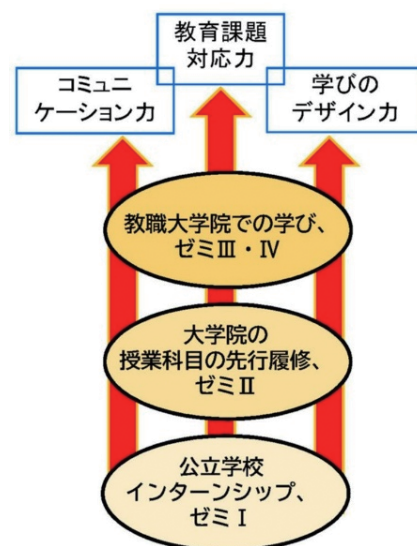 教育課題
対応力
コミュニ
ケーション力
学びの
デザイン力
教職大学院での学び、
ゼミⅢ・Ⅳ
大学院の
授業科目の先行履修、
ゼミⅡ
公立学校
インターンシップ、
ゼミⅠ